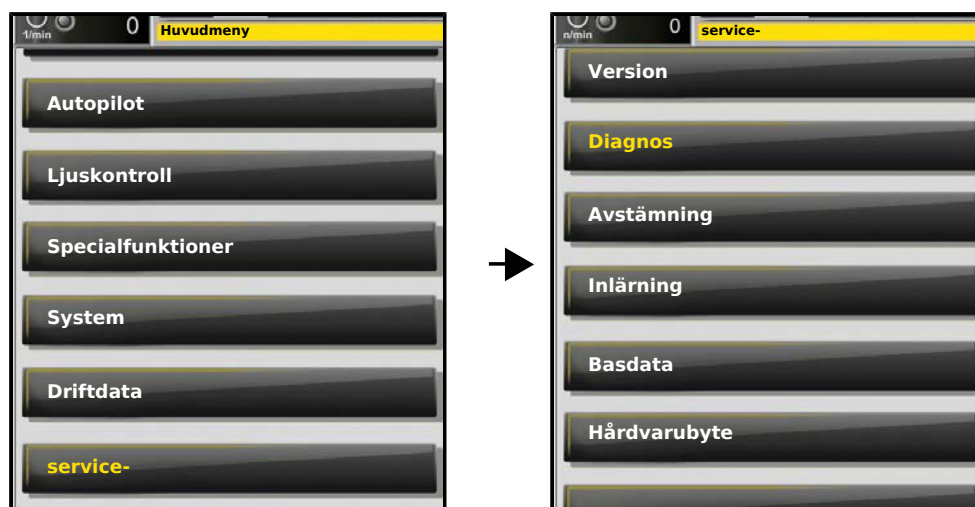 1/min
0
Huvudmeny
Autopilot
Ljuskontroll
Specialfunktioner
System
Driftdata
service-
n/min
0
service-
Version
Diagnos
Avstämning
Inlärning
Basdata
Hårdvarubyte